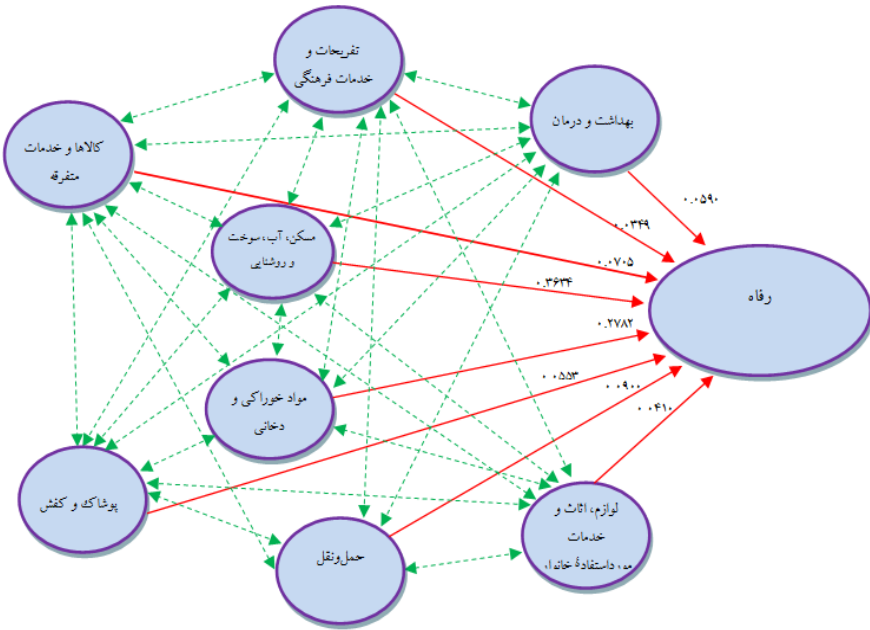 تفریحات و
خدمات فرهنگی
بهداشت و درمان
کالاها و خدمات
متفرقه
۰.۰۵۹۰
۰.۰۳۴۹
مسکن، آب، سوخت
و روشنایی
۰.۰۷۰۵
۰.۳۶۳۴
رفاه
۰.۲۷۸۲
۰.۰۵۵۳
۰.۰۹۰۰
۰.۰۴۱۰
مواد خوراکی و
دخانی
پوشاک و کفش
لوازم، اثاث و
خدمات
مورداستفادهٔ خانوار
حمل‌ونقل